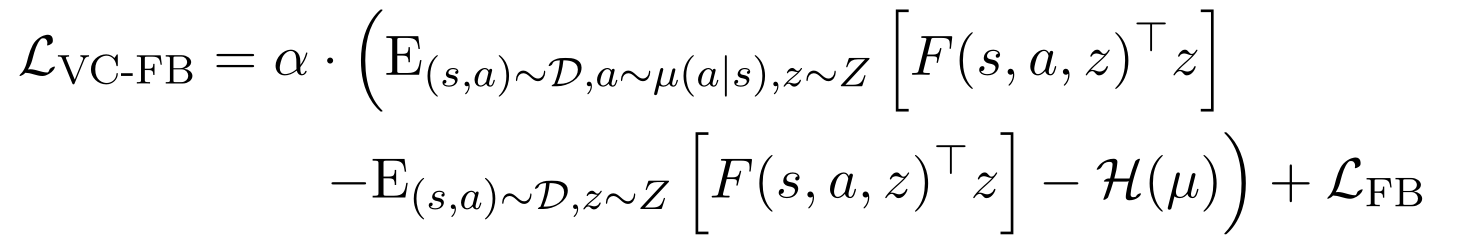 ℒ_VC-FB = α · (E_(s,a)∼𝒟,a∼μ(a|s),z∼Z [F(s, a, z)^⊤ z]
−E_(s,a)∼𝒟,z∼Z [F(s, a, z)^⊤ z] − ℋ(μ)) + ℒ_FB